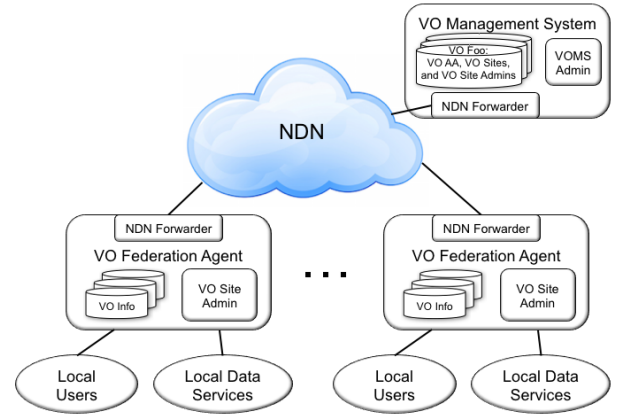 VO Management System
VO Foo:
VO AA, VO Sites,
and VO Site Admins
VOMS
Admin
NDN Forwarder
NDN
NDN Forwarder
VO Federation Agent
VO Info
VO Site
Admin
...
NDN Forwarder
VO Federation Agent
VO Info
VO Site
Admin
Local
Users
Local Data
Services
Local
Users
Local Data
Services